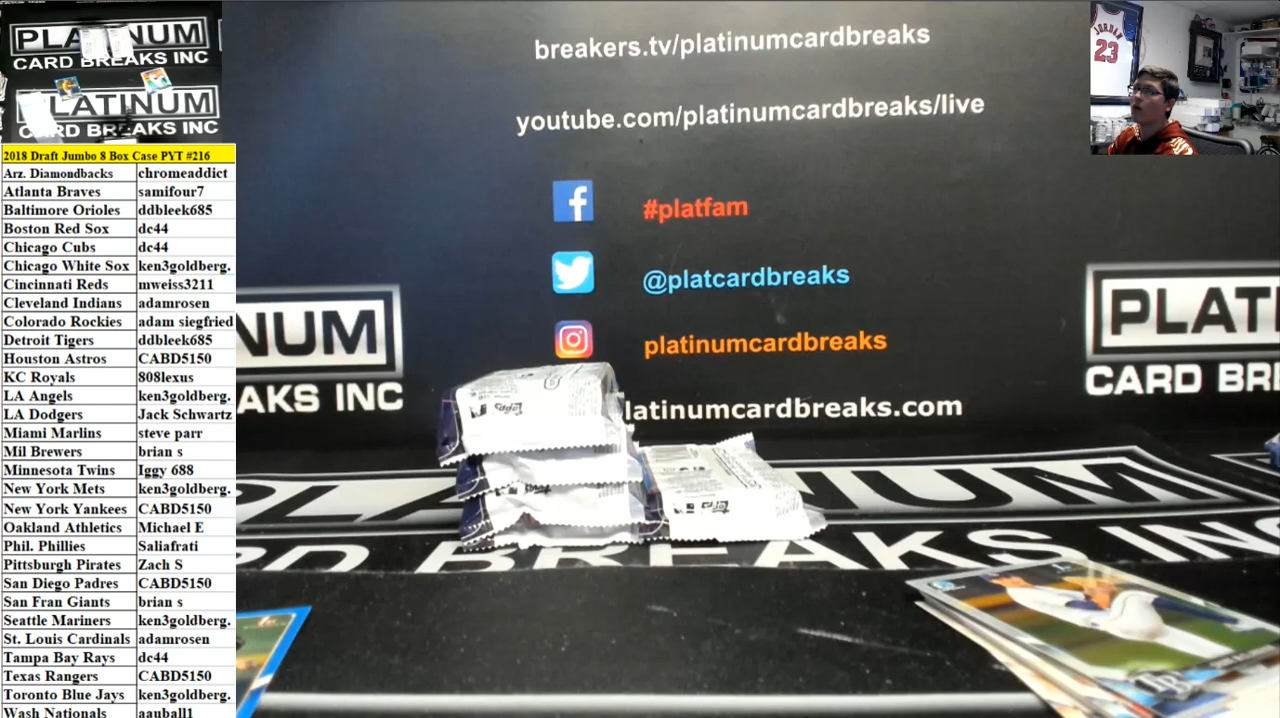 PLATINUM
CARD BREAKS INC
PLATINUM
CARD BREAKS INC
JORDAN
23
breakers.tv/platinumcardbreaks
youtube.com/platinumcardbreaks/live
#platfam
@platcardbreaks
platinumcardbreaks
latinumcardbreaks.com
2018 Draft Jumbo 8 Box Case PYT #216
Arz. Diamondbacks chromeaddict
Atlanta Braves samifour7
Baltimore Orioles ddbleek685
Boston Red Sox dc44
Chicago Cubs dc44
Chicago White Sox ken3goldberg.
Cincinnati Reds mweiss3211
Cleveland Indians adamrosen
Colorado Rockies adam siegfried
Detroit Tigers ddbleek685
Houston Astros CABD5150
KC Royals 808lexus
LA Angels ken3goldberg.
LA Dodgers Jack Schwartz
Miami Marlins steve parr
Mil Brewers brian s
Minnesota Twins Iggy 688
New York Mets ken3goldberg.
New York Yankees CABD5150
Oakland Athletics Michael E
Phil. Phillies Saliafrati
Pittsburgh Pirates Zach S
San Diego Padres CABD5150
San Fran Giants brian s
Seattle Mariners ken3goldberg.
St. Louis Cardinals adamrosen
Tampa Bay Rays dc44
Texas Rangers CABD5150
Toronto Blue Jays ken3goldberg.
Wash Nationals aauball1
NUM
AKS INC
PLATI
CARD BRE
PLATINUM
RD BREAKS INC